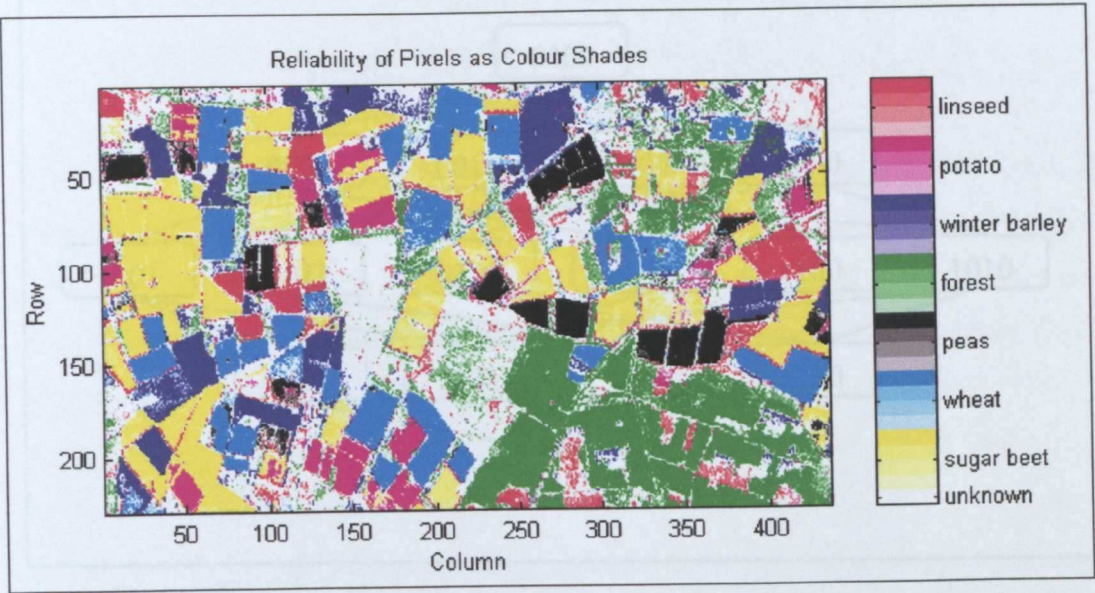 Reliability of Pixels as Colour Shades
Row
50
100
150
200
50
100
150
200
250
300
350
400
Column
linseed
potato
winter barley
forest
peas
wheat
sugar beet
unknown